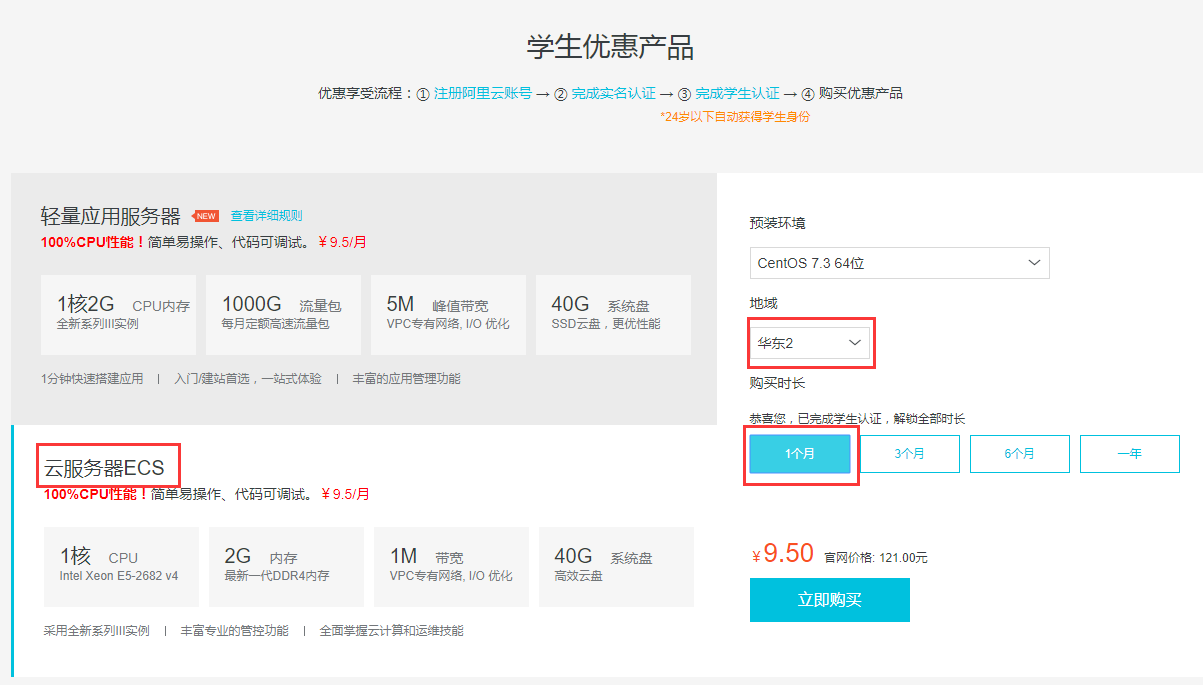 学生优惠产品
优惠享受流程：① 注册阿里云账号 → ② 完成实名认证 → ③ 完成学生认证 → ④ 购买优惠产品
*24岁以下自动获得学生身份
轻量应用服务器 NEW 查看详细规则
100%CPU性能！简单易操作、代码可调试。￥9.5/月
1核2G CPU内存
全新系列III实例
1000G 流量包
每月定额高速流量包
5M 峰值带宽
VPC专有网络, I/O 优化
40G 系统盘
SSD云盘，更优性能
1分钟快速搭建应用 | 入门/建站首选，一站式体验 | 丰富的应用管理功能
云服务器ECS
100%CPU性能！简单易操作、代码可调试。￥9.5/月
1核 CPU
Intel Xeon E5-2682 v4
2G 内存
最新一代DDR4内存
1M 带宽
VPC专有网络, I/O 优化
40G 系统盘
高效云盘
采用全新系列III实例 | 丰富专业的管控功能 | 全面掌握云计算和运维技能
预装环境
CentOS 7.3 64位
地域
华东2
购买时长
恭喜您，已完成学生认证，解锁全部时长
1个月 3个月 6个月 一年
￥9.50 官网价格: 121.00元
立即购买